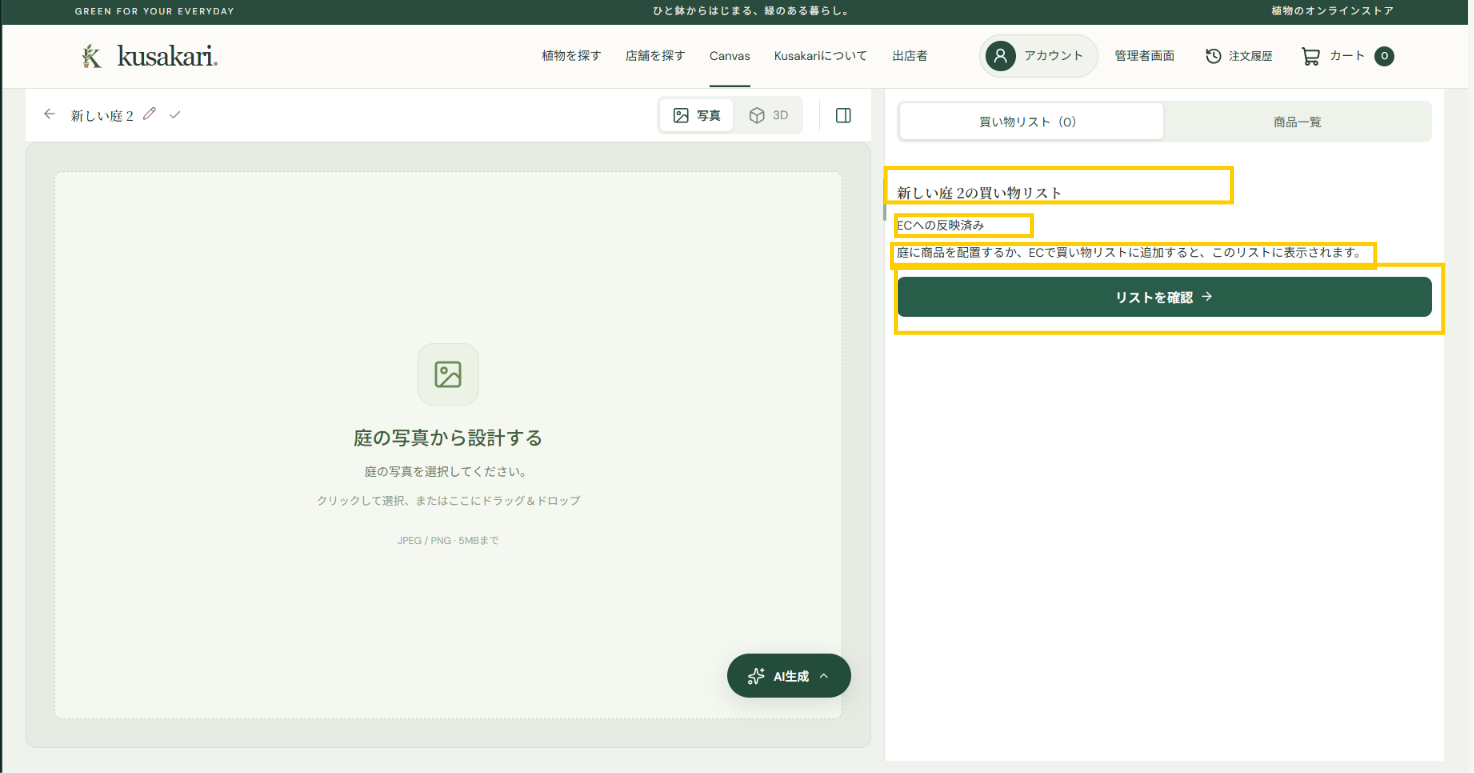 GREEN FOR YOUR EVERYDAY
ひと鉢からはじまる、緑のある暮らし。
植物のオンラインストア
kusakari.
植物を探す
店舗を探す
Canvas
Kusakariについて
出店者
アカウント
管理者画面
注文履歴
カート
0
新しい庭 2
写真
3D
買い物リスト（0）
商品一覧
新しい庭 2の買い物リスト
ECへの反映済み
庭に商品を配置するか、ECで買い物リストに追加すると、このリストに表示されます。
リストを確認 →
庭の写真から設計する
庭の写真を選択してください。
クリックして選択、またはここにドラッグ＆ドロップ
JPEG / PNG · 5MBまで
AI生成